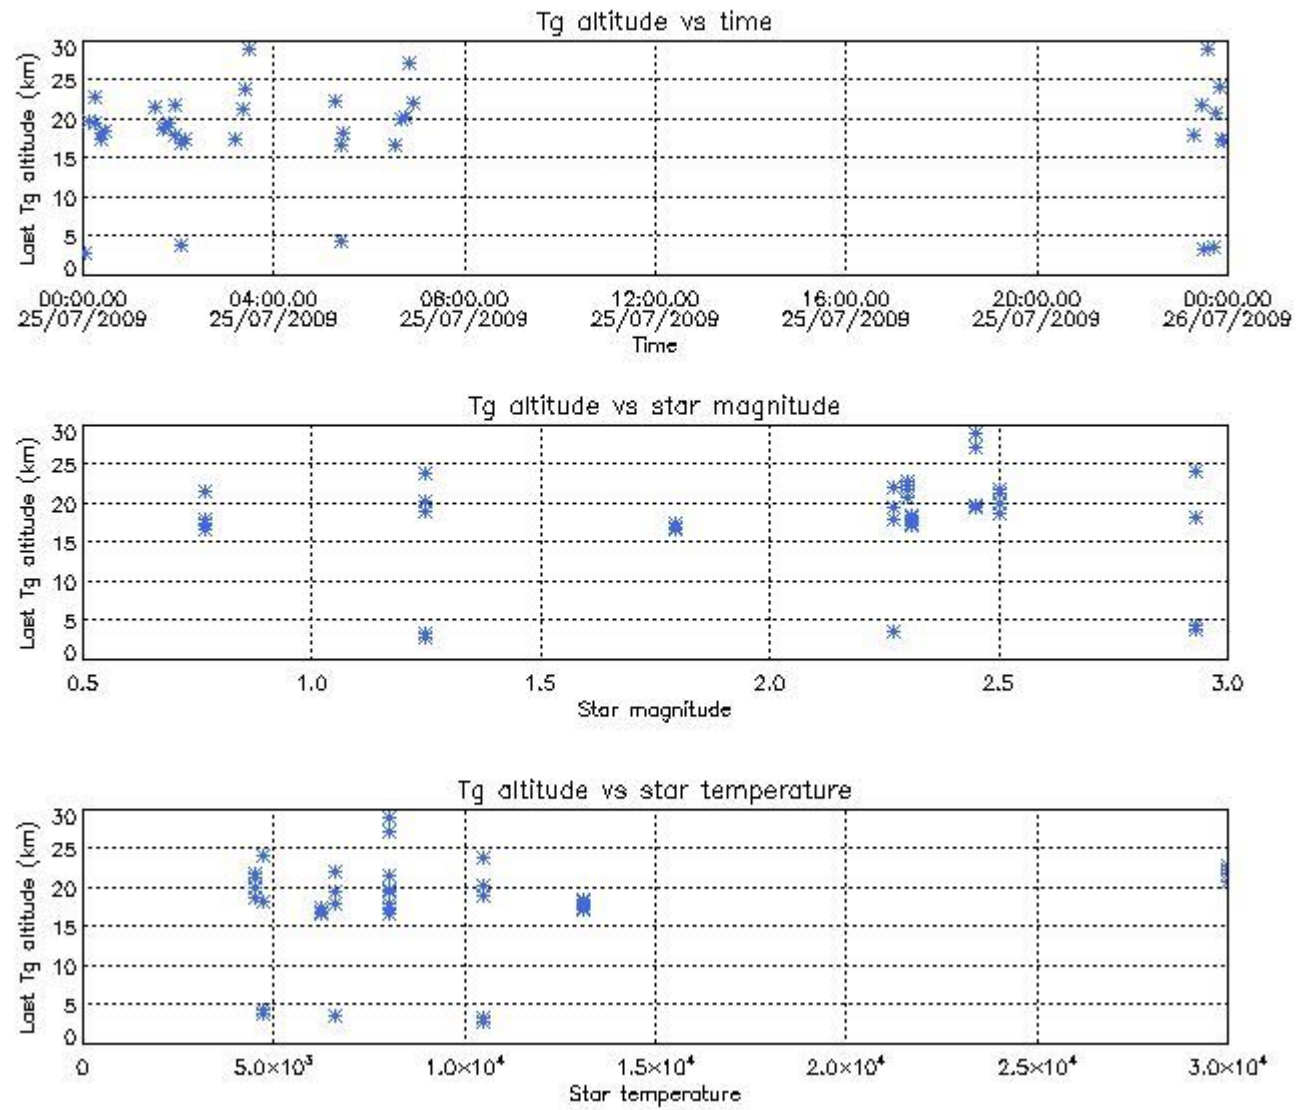 Tg altitude vs time
Last Tg altitude (km)
30
25
20
15
10
5
0
00:00.00 04:00.00 08:00.00 12:00.00 16:00.00 20:00.00 00:00.00
25/07/2009 25/07/2009 25/07/2009 25/07/2009 25/07/2009 25/07/2009 26/07/2009
Time
Tg altitude vs star magnitude
Last Tg altitude (km)
30
25
20
15
10
5
0
0.5 1.0 1.5 2.0 2.5 3.0
Star magnitude
Tg altitude vs star temperature
Last Tg altitude (km)
30
25
20
15
10
5
0
0 5.0×10³ 1.0×10⁴ 1.5×10⁴ 2.0×10⁴ 2.5×10⁴ 3.0×10⁴
Star temperature